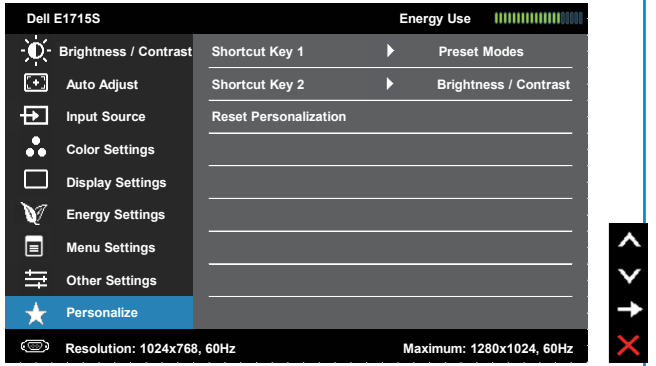 Dell E1715S Energy Use
Brightness / Contrast Shortcut Key 1 Preset Modes
Auto Adjust Shortcut Key 2 Brightness / Contrast
Input Source Reset Personalization
Color Settings
Display Settings
Energy Settings
Menu Settings
Other Settings
Personalize
Resolution: 1024x768, 60Hz Maximum: 1280x1024, 60Hz